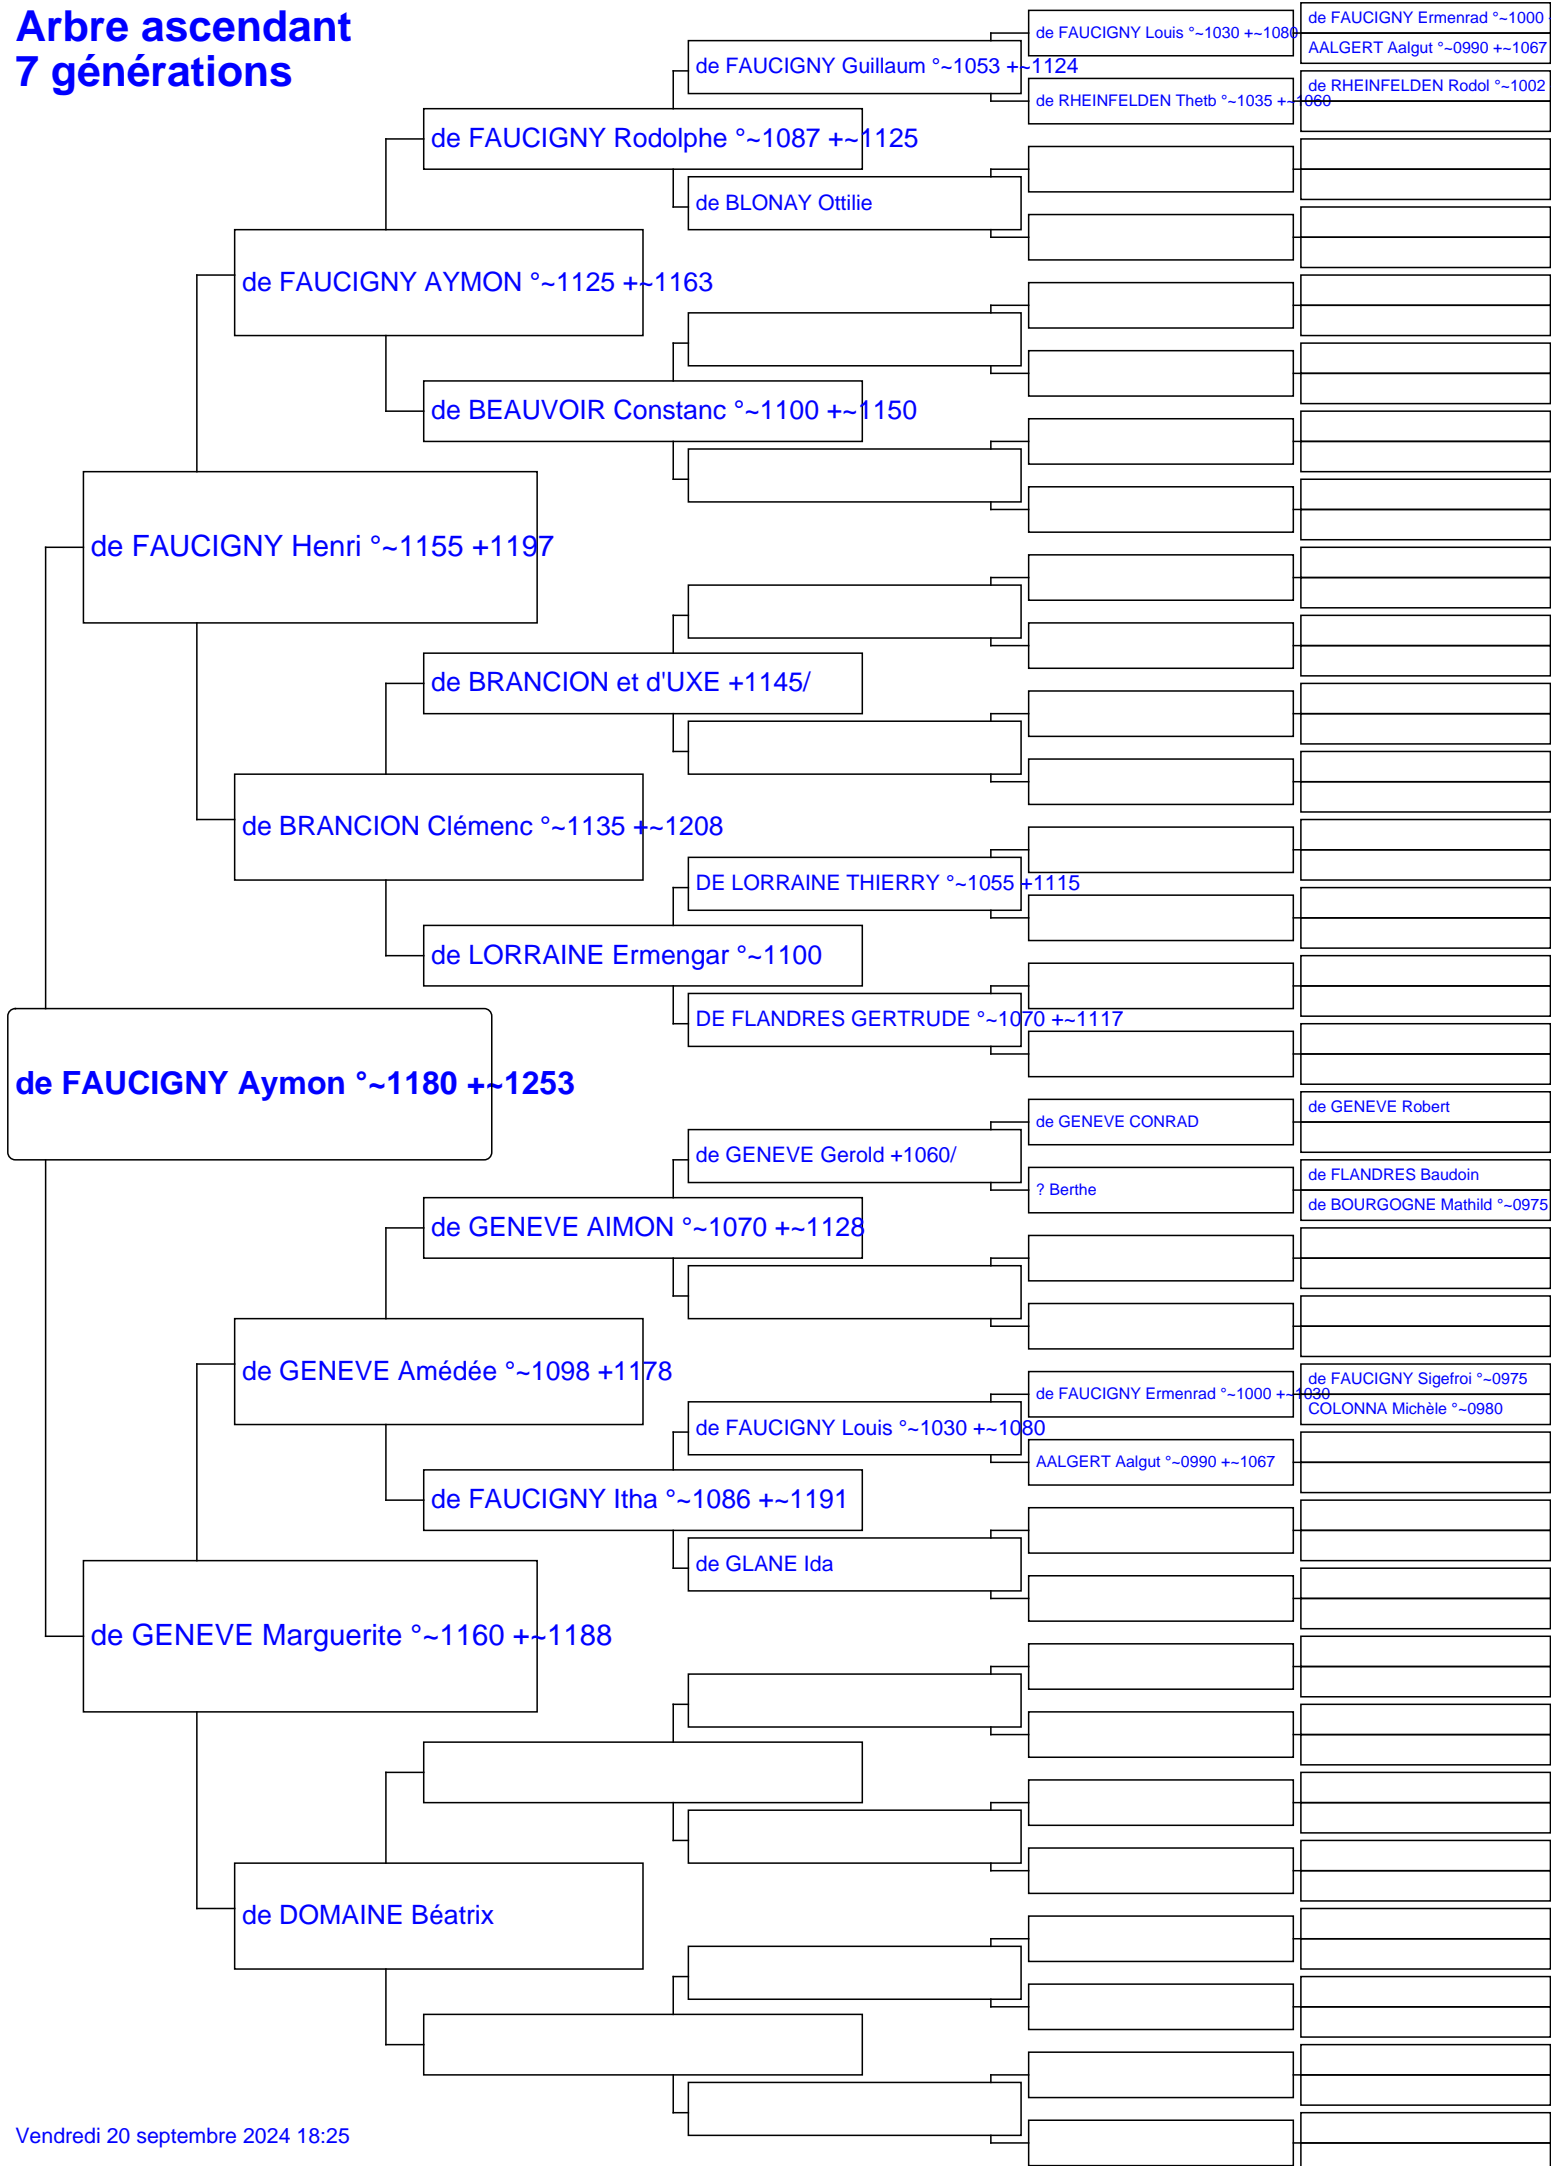 Arbre ascendant
7 générations
de FAUCIGNY Ermenrad °~1000
de FAUCIGNY Louis °~1030 +~1080
AALGERT Aalgut °~0990 +~1067
de FAUCIGNY Guillaum °~1053 +~1124
de RHEINFELDEN Rodol °~1002
de RHEINFELDEN Thetb °~1035 +~1060
de FAUCIGNY Rodolphe °~1087 +~1125
de BLONAY Ottilie
de FAUCIGNY AYMON °~1125 +~1163
de BEAUVOIR Constanc °~1100 +~1150
de FAUCIGNY Henri °~1155 +1197
de BRANCION et d'UXE +1145/
de BRANCION Clémenc °~1135 +~1208
DE LORRAINE THIERRY °~1055 +1115
de LORRAINE Ermengar °~1100
DE FLANDRES GERTRUDE °~1070 +~1117
de FAUCIGNY Aymon °~1180 +~1253
de GENEVE Robert
de GENEVE CONRAD
de GENEVE Gerold +1060/
de FLANDRES Baudoin
? Berthe
de BOURGOGNE Mathild °~0975
de GENEVE AIMON °~1070 +~1128
de GENEVE Amédée °~1098 +1178
de FAUCIGNY Sigefroi °~0975
de FAUCIGNY Ermenrad °~1000 +~1030
COLONNA Michèle °~0980
de FAUCIGNY Louis °~1030 +~1080
AALGERT Aalgut °~0990 +~1067
de FAUCIGNY Itha °~1086 +~1191
de GLANE Ida
de GENEVE Marguerite °~1160 +~1188
de DOMAINE Béatrix
Vendredi 20 septembre 2024 18:25